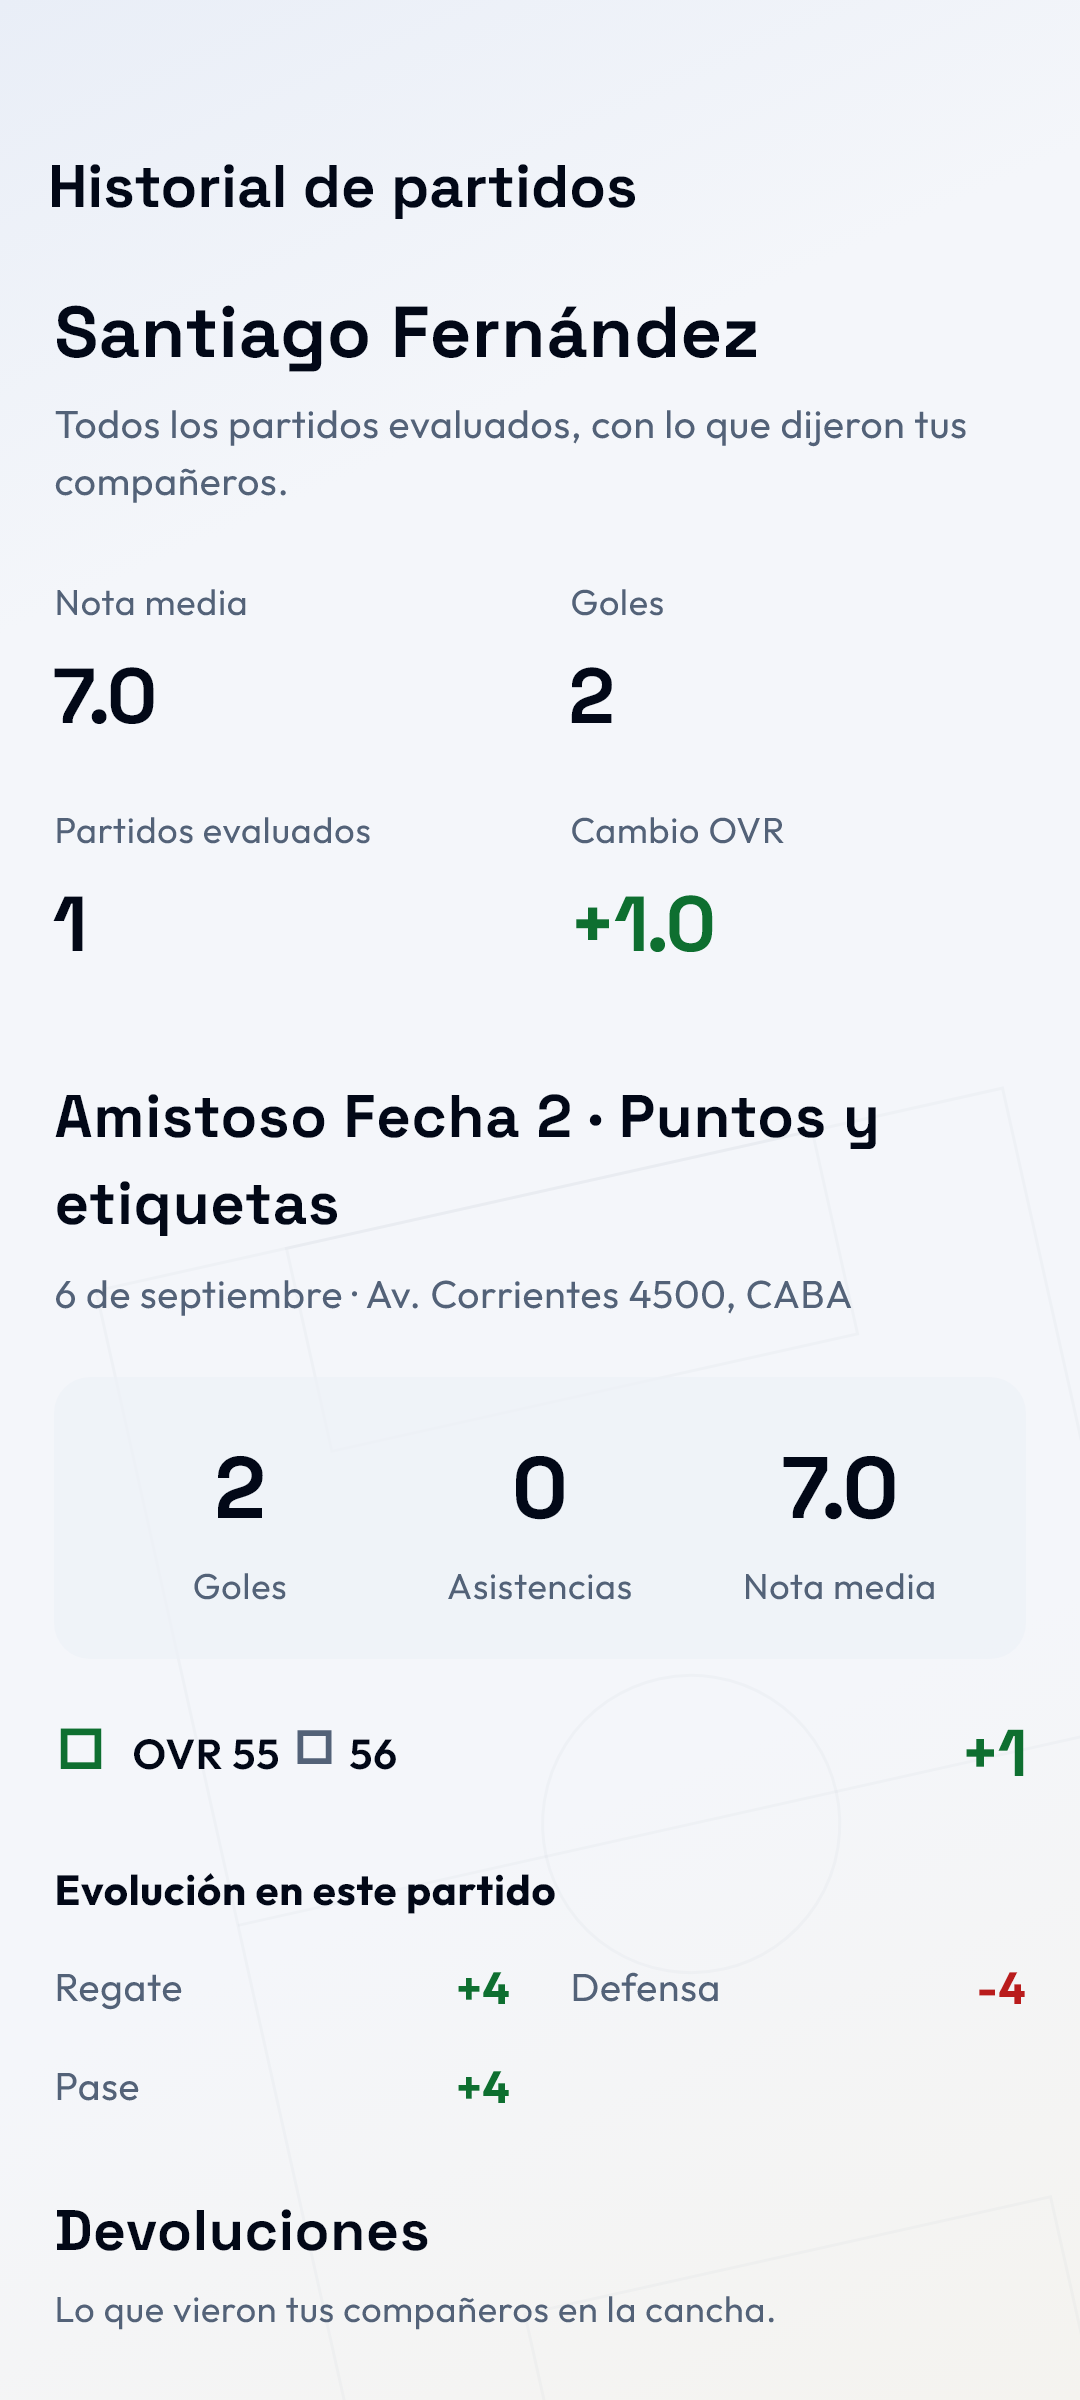 Historial de partidos
Santiago Fernández
Todos los partidos evaluados, con lo que dijeron tus
compañeros.
Nota media
Goles
7.0
2
Partidos evaluados
Cambio OVR
1
+1.0
Amistoso Fecha 2 · Puntos y
etiquetas
6 de septiembre · Av. Corrientes 4500, CABA
2
0
7.0
Goles
Asistencias
Nota media
OVR 55 □ 56
+1
Evolución en este partido
Regate +4
Defensa -4
Pase +4
Devoluciones
Lo que vieron tus compañeros en la cancha.